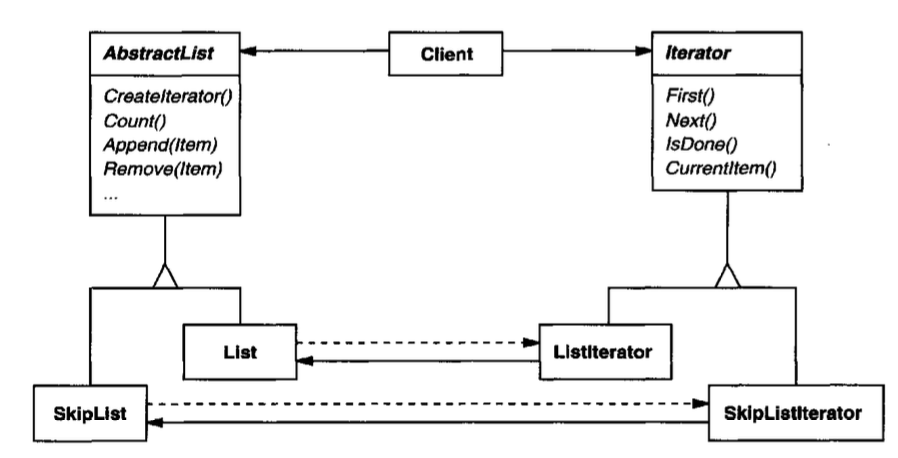 AbstractList
CreateIterator()
Count()
Append(Item)
Remove(Item)
...
Client
Iterator
First()
Next()
IsDone()
CurrentItem()
List
ListIterator
SkipList
SkipListIterator